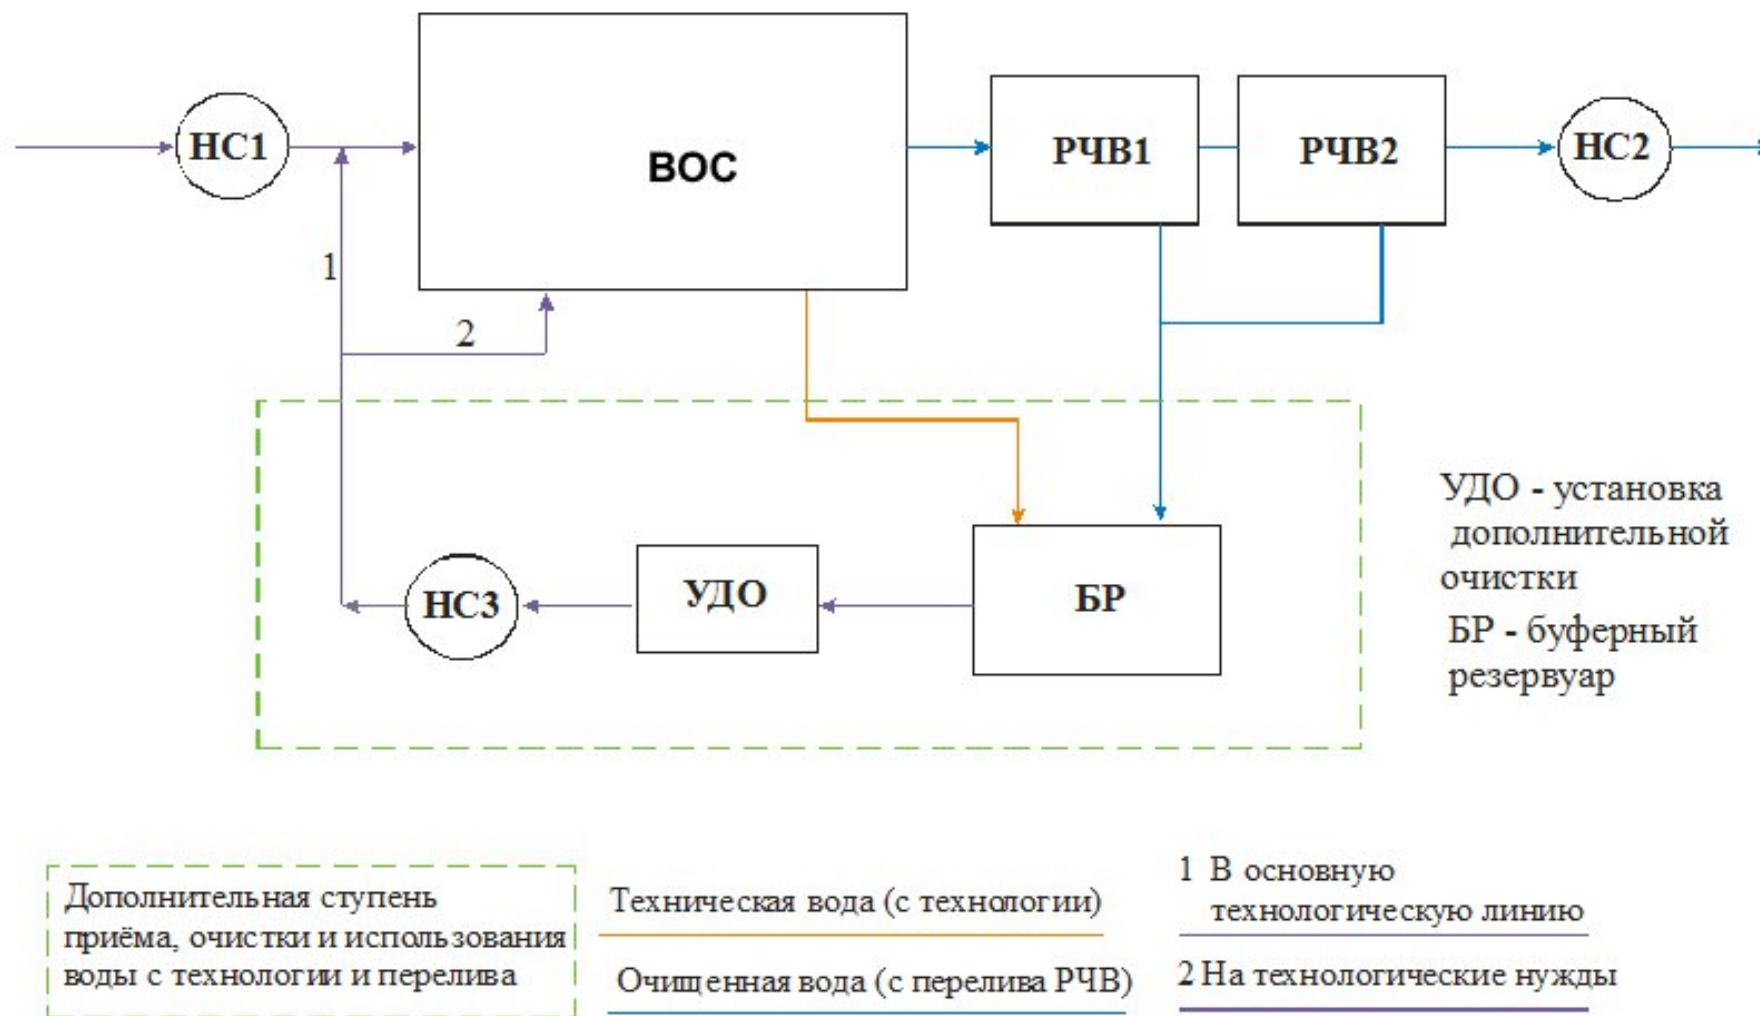 НС1
ВОС
РЧВ1
РЧВ2
НС2
1
2
НС3
УДО
БР
УДО - установка
дополнительной
очистки
БР - буферный
резервуар
Дополнительная ступень
приёма, очистки и использования
воды с технологии и перелива
Техническая вода (с технологии)
Очищенная вода (с перелива РЧВ)
1 В основную
технологическую линию
2 На технологические нужды